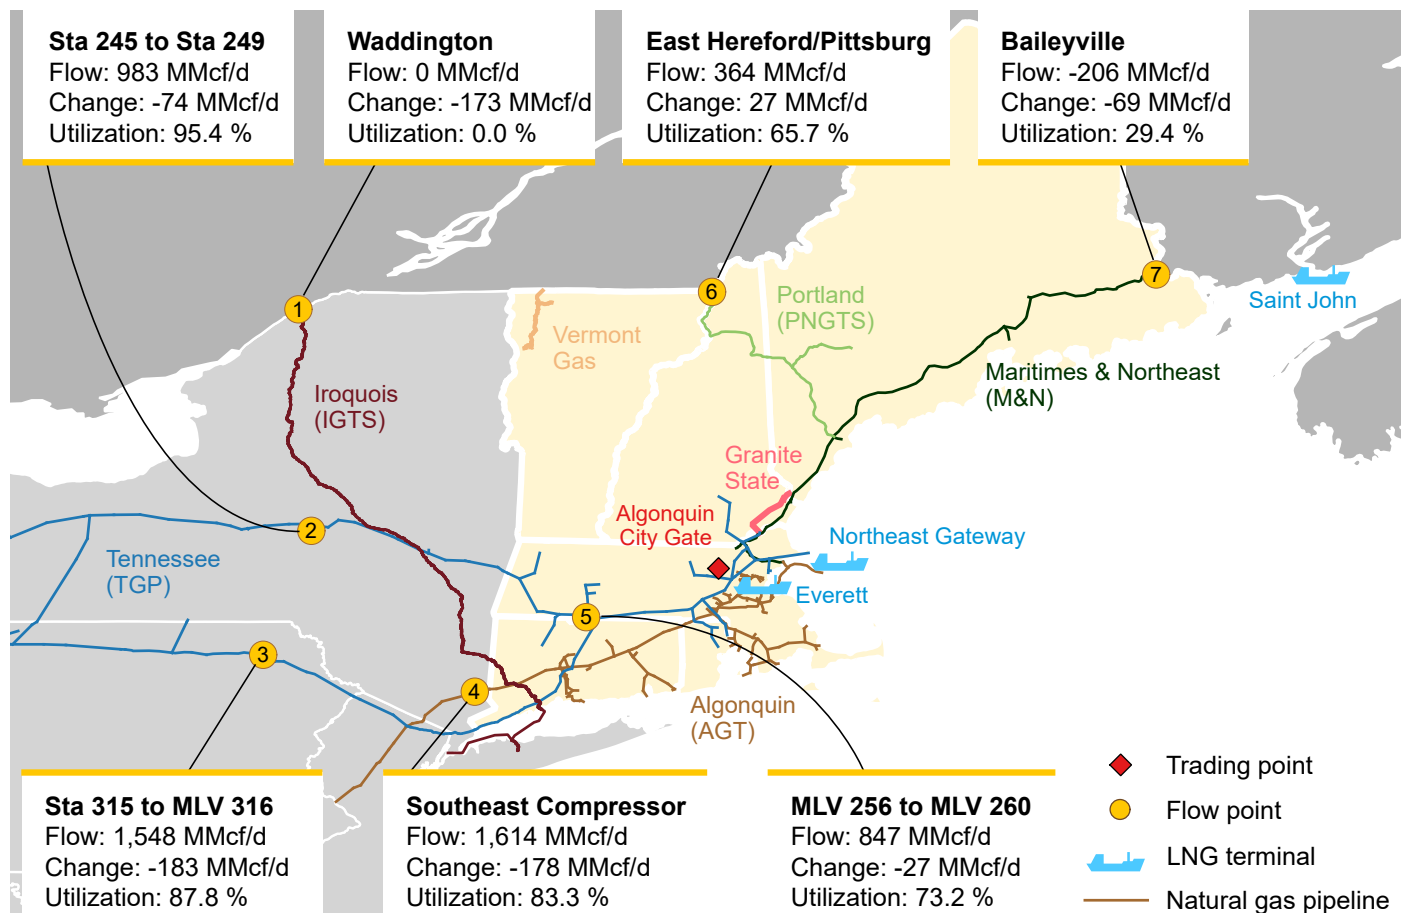 Sta 245 to Sta 249
Flow: 983 MMcf/d
Change: -74 MMcf/d
Utilization: 95.4 %
Waddington
Flow: 0 MMcf/d
Change: -173 MMcf/d
Utilization: 0.0 %
East Hereford/Pittsburg
Flow: 364 MMcf/d
Change: 27 MMcf/d
Utilization: 65.7 %
Baileyville
Flow: -206 MMcf/d
Change: -69 MMcf/d
Utilization: 29.4 %
1
6
7
Portland
(PNGTS)
Saint John
Vermont
Gas
Iroquois
(IGTS)
Maritimes & Northeast
(M&N)
Granite
State
Algonquin
City Gate
2
Northeast Gateway
Tennessee
(TGP)
Everett
5
3
4
Algonquin
(AGT)
Sta 315 to MLV 316
Flow: 1,548 MMcf/d
Change: -183 MMcf/d
Utilization: 87.8 %
Southeast Compressor
Flow: 1,614 MMcf/d
Change: -178 MMcf/d
Utilization: 83.3 %
MLV 256 to MLV 260
Flow: 847 MMcf/d
Change: -27 MMcf/d
Utilization: 73.2 %
Trading point
Flow point
LNG terminal
Natural gas pipeline